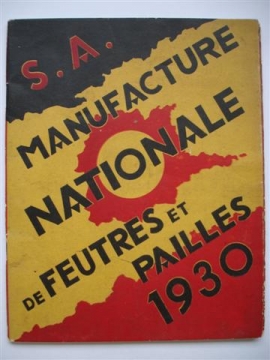 S.A.
MANUFACTURE
NATIONALE
DE FEUTRES ET
PAILLES
1930